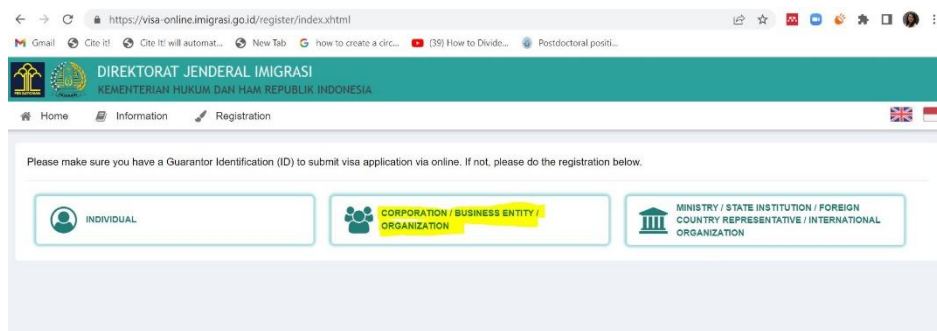 https://visa-online.imigrasi.go.id/register/index.xhtml
Gmail Cite it! Cite It! will automat... New Tab how to create a circ... (39) How to Divide... Postdoctoral positi...
DIREKTORAT JENDERAL IMIGRASI
KEMENTERIAN HUKUM DAN HAM REPUBLIK INDONESIA
Home Information Registration
Please make sure you have a Guarantor Identification (ID) to submit visa application via online. If not, please do the registration below.
INDIVIDUAL
CORPORATION / BUSINESS ENTITY /
ORGANIZATION
MINISTRY / STATE INSTITUTION / FOREIGN
COUNTRY REPRESENTATIVE / INTERNATIONAL
ORGANIZATION